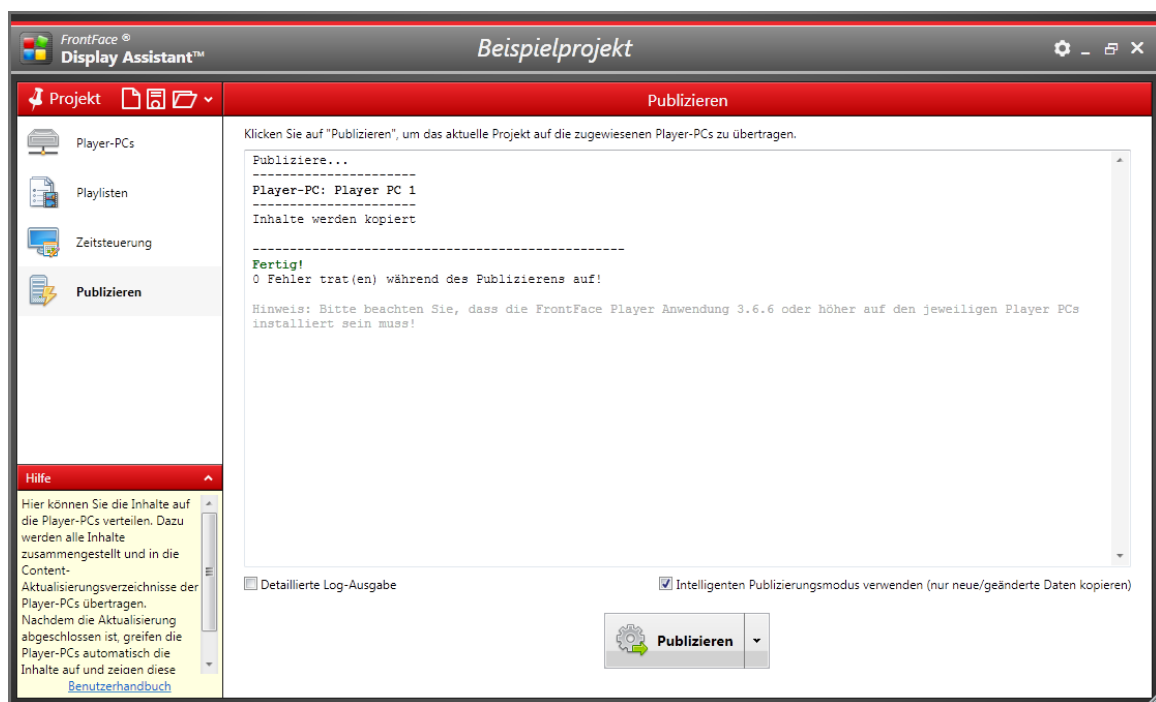 FrontFace ®
Display Assistant™
Beispielprojekt
Projekt
Publizieren
Player-PCs
Playlisten
Zeitsteuerung
Publizieren
Klicken Sie auf "Publizieren", um das aktuelle Projekt auf die zugewiesenen Player-PCs zu übertragen.
Publiziere...
----------------------
Player-PC: Player PC 1
----------------------
Inhalte werden kopiert
--------------------------------------------------
Fertig!
0 Fehler trat(en) während des Publizierens auf!
Hinweis: Bitte beachten Sie, dass die FrontFace Player Anwendung 3.6.6 oder höher auf den jeweiligen Player PCs
installiert sein muss!
Hilfe
Hier können Sie die Inhalte auf
die Player-PCs verteilen. Dazu
werden alle Inhalte
zusammengestellt und in die
Content-
Aktualisierungsverzeichnisse der
Player-PCs übertragen.
Nachdem die Aktualisierung
abgeschlossen ist, greifen die
Player-PCs automatisch die
Inhalte auf und zeigen diese
Benutzerhandbuch
Detaillierte Log-Ausgabe
Intelligenten Publizierungsmodus verwenden (nur neue/geänderte Daten kopieren)
Publizieren